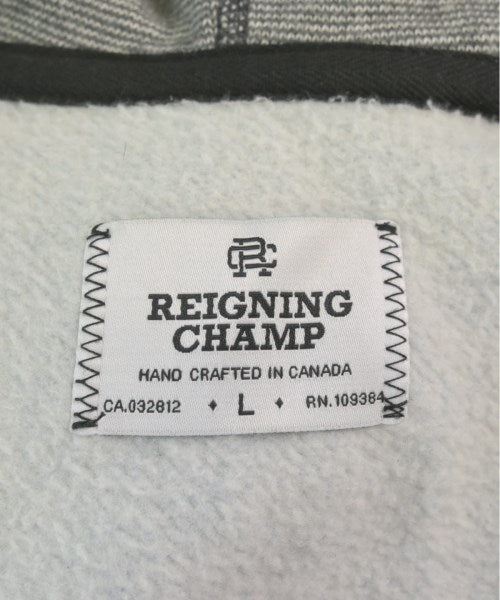 RC
REIGNING
CHAMP
HAND CRAFTED IN CANADA
CA.032812 ♦ L ♦ RN.109384